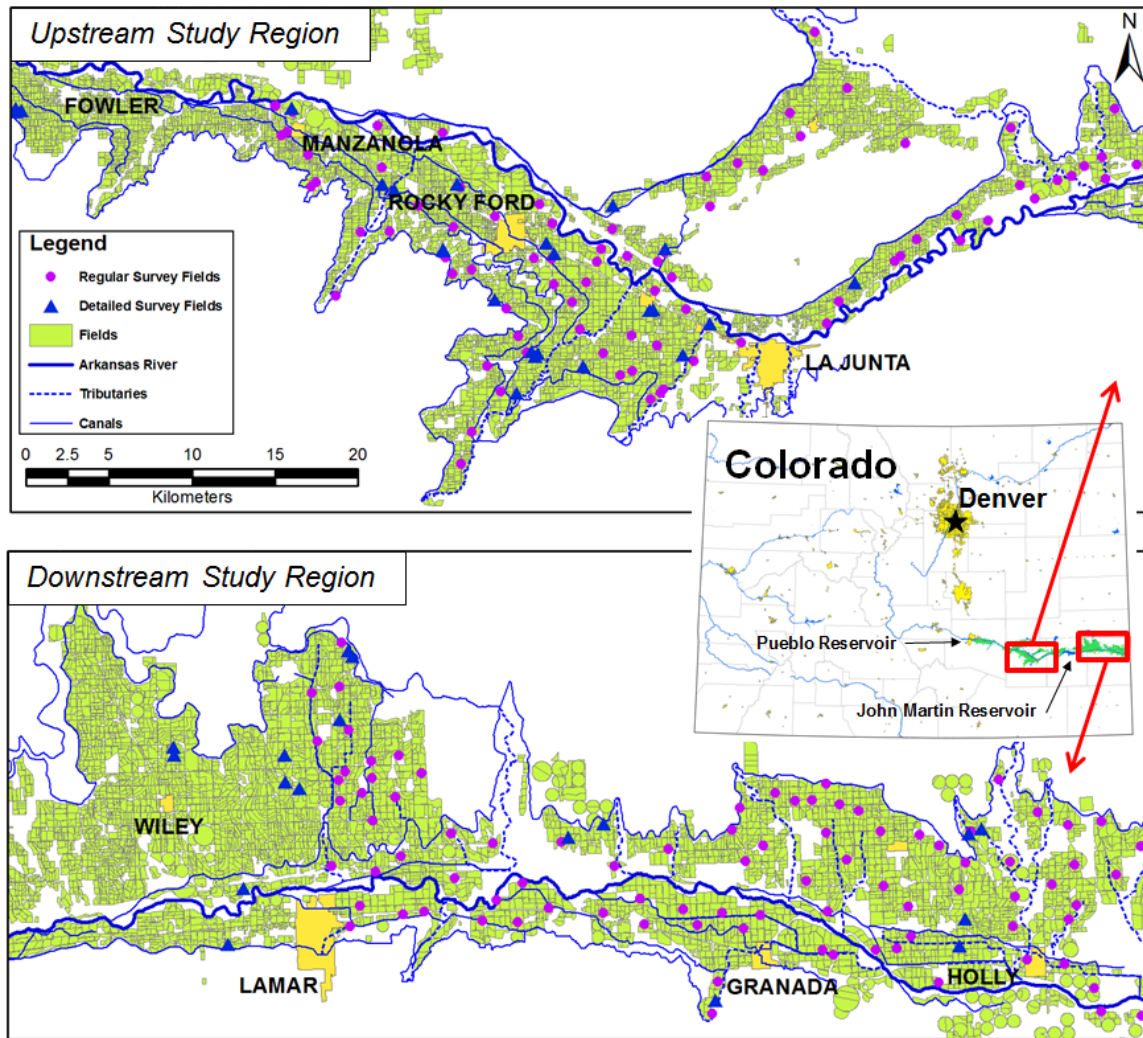 Upstream Study Region
N
FOWLER
MANZANOLA
ROCKY FORD
LA JUNTA
Legend
Regular Survey Fields
Detailed Survey Fields
Fields
Arkansas River
Tributaries
Canals
0 2.5 5 10 15 20
Kilometers
Colorado
Denver
Pueblo Reservoir
John Martin Reservoir
Downstream Study Region
WILEY
LAMAR
GRANADA
HOLLY